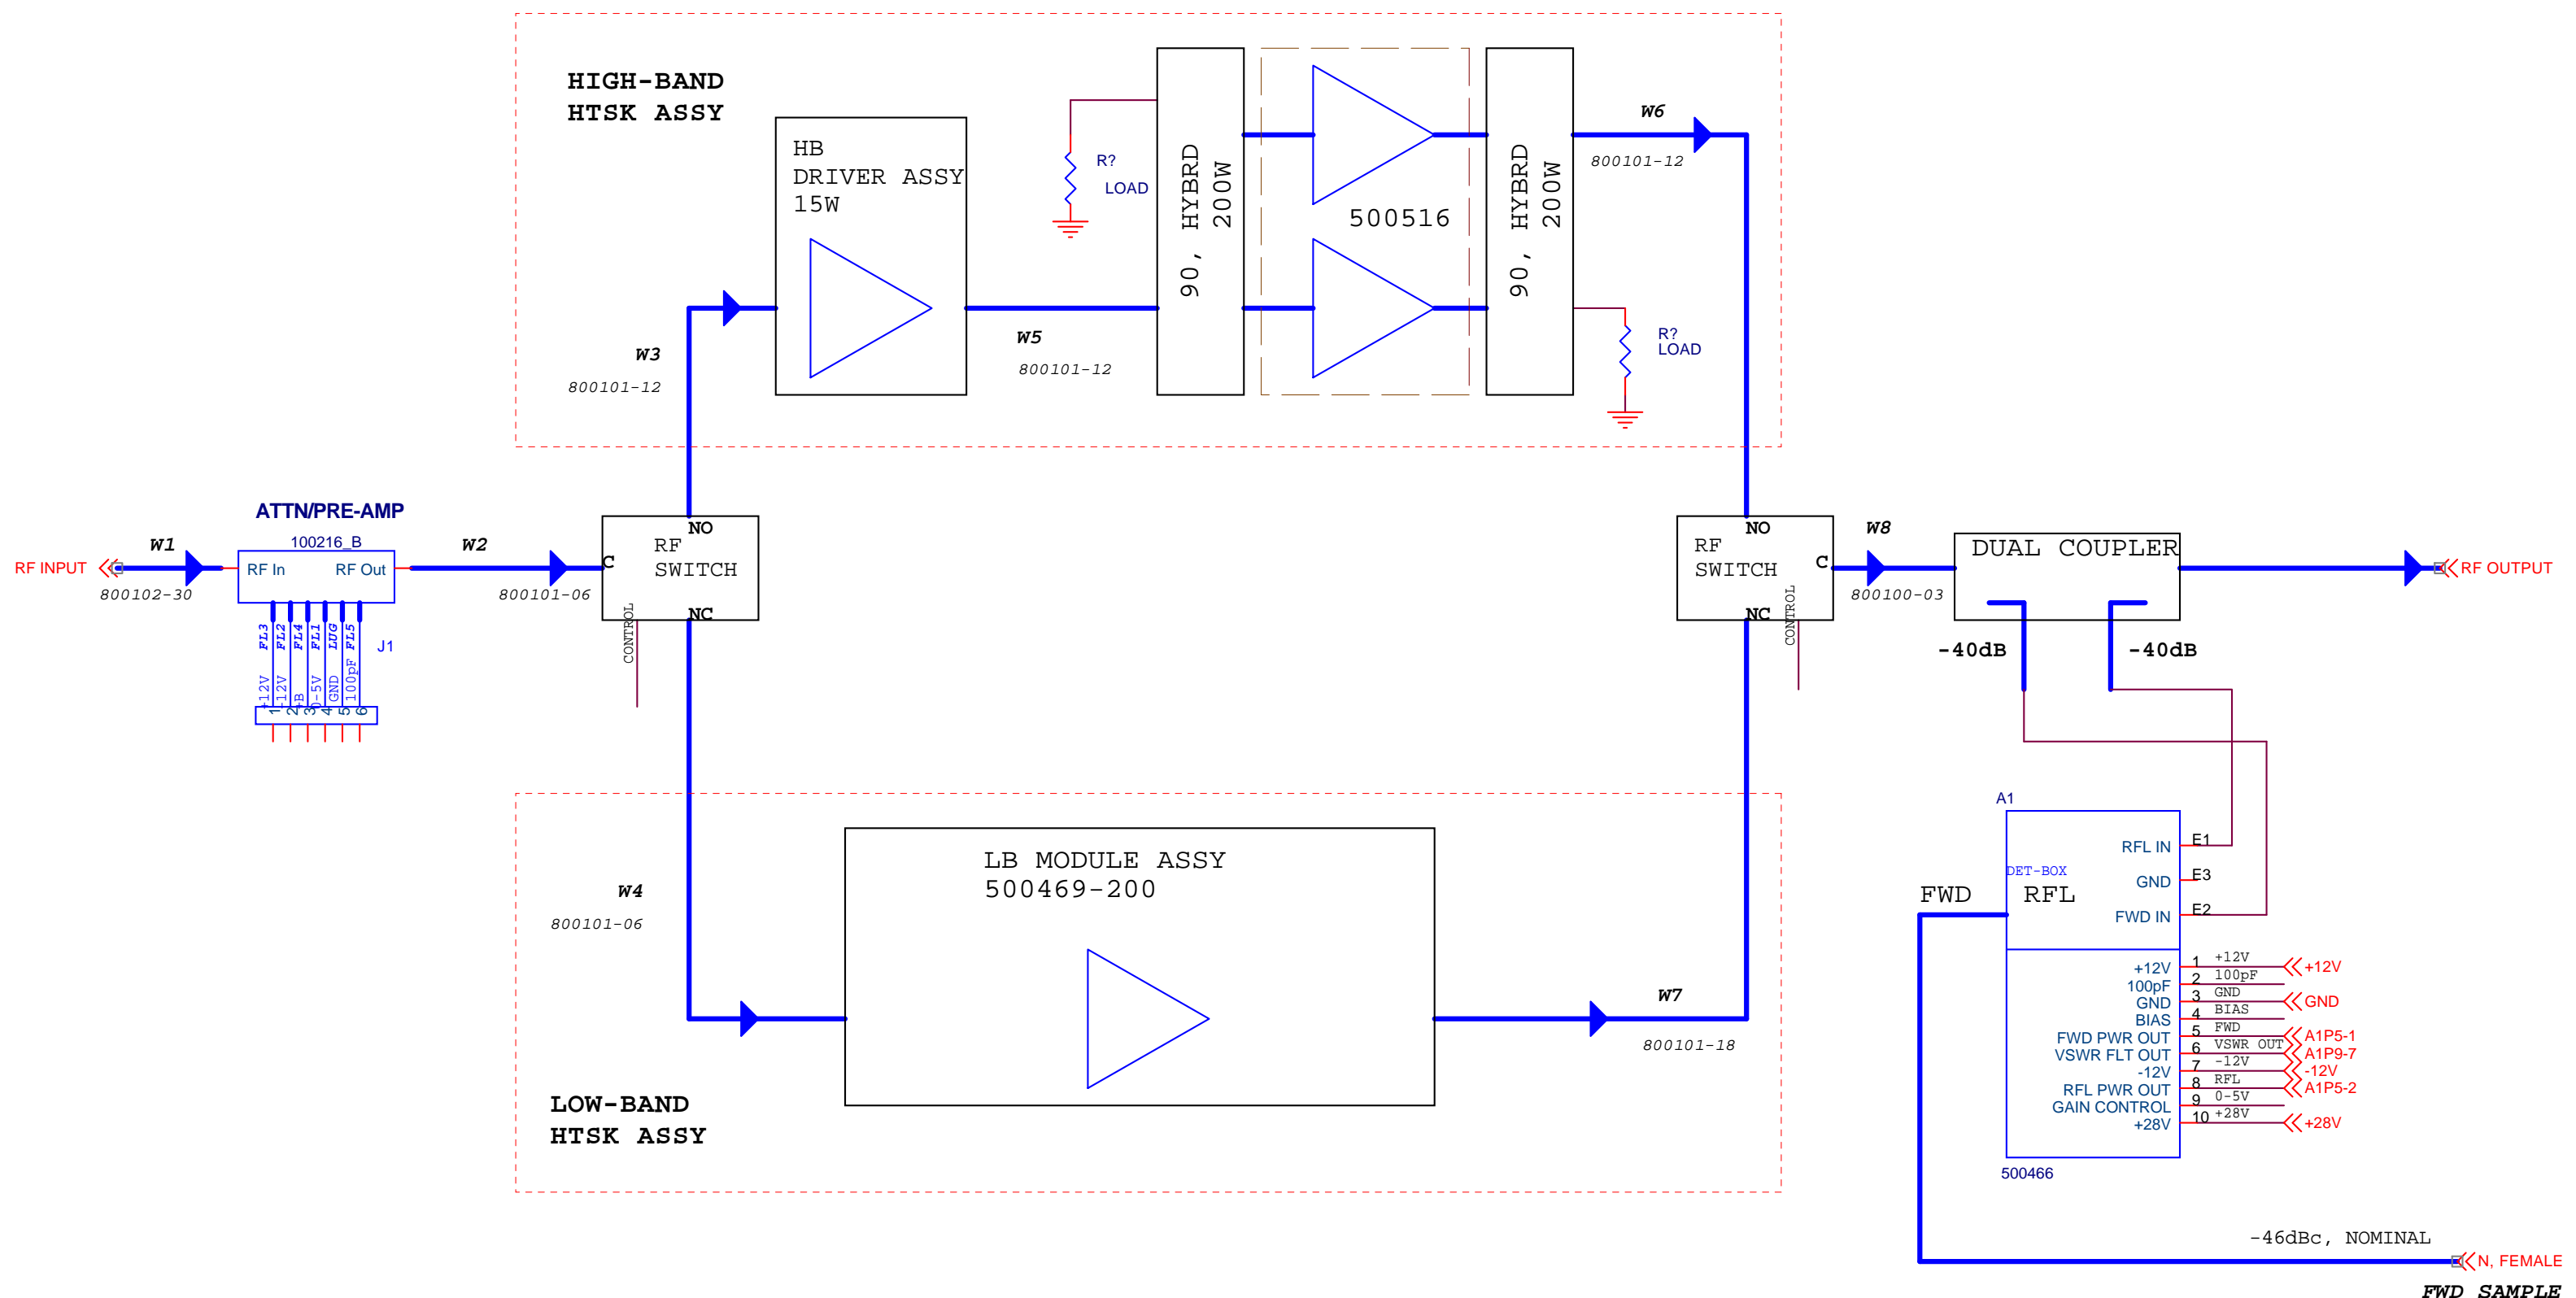 HIGH-BAND
HTSK ASSY
HB
DRIVER ASSY
15W
R?
LOAD
90, HYBRD
200W
500516
90, HYBRD
200W
W6
800101-12
R?
LOAD
W3
800101-12
W5
800101-12
ATTN/PRE-AMP
100216_B
RF INPUT
W1
800102-30
RF In
RF Out
W2
800101-06
FL3
FL2
FL4
FL1
LUG
FL5
J1
+12V
-12V
+B
0-5V
GND
100pF
1
2
3
4
5
6
NO
C
RF
SWITCH
NC
CONTROL
NO
RF
SWITCH
C
NC
CONTROL
W8
800100-03
DUAL COUPLER
-40dB
-40dB
RF OUTPUT
W4
800101-06
LB MODULE ASSY
500469-200
W7
800101-18
LOW-BAND
HTSK ASSY
A1
RFL IN
E1
DET-BOX
GND
E3
FWD
RFL
FWD IN
E2
+12V 1 +12V +12V
100pF 2 100pF
GND 3 GND GND
BIAS 4 BIAS
FWD PWR OUT 5 FWD A1P5-1
VSWR FLT OUT 6 VSWR OUT A1P9-7
-12V 7 -12V -12V
RFL PWR OUT 8 RFL A1P5-2
GAIN CONTROL 9 0-5V
+28V 10 +28V +28V
500466
-46dBc, NOMINAL
N, FEMALE
FWD SAMPLE